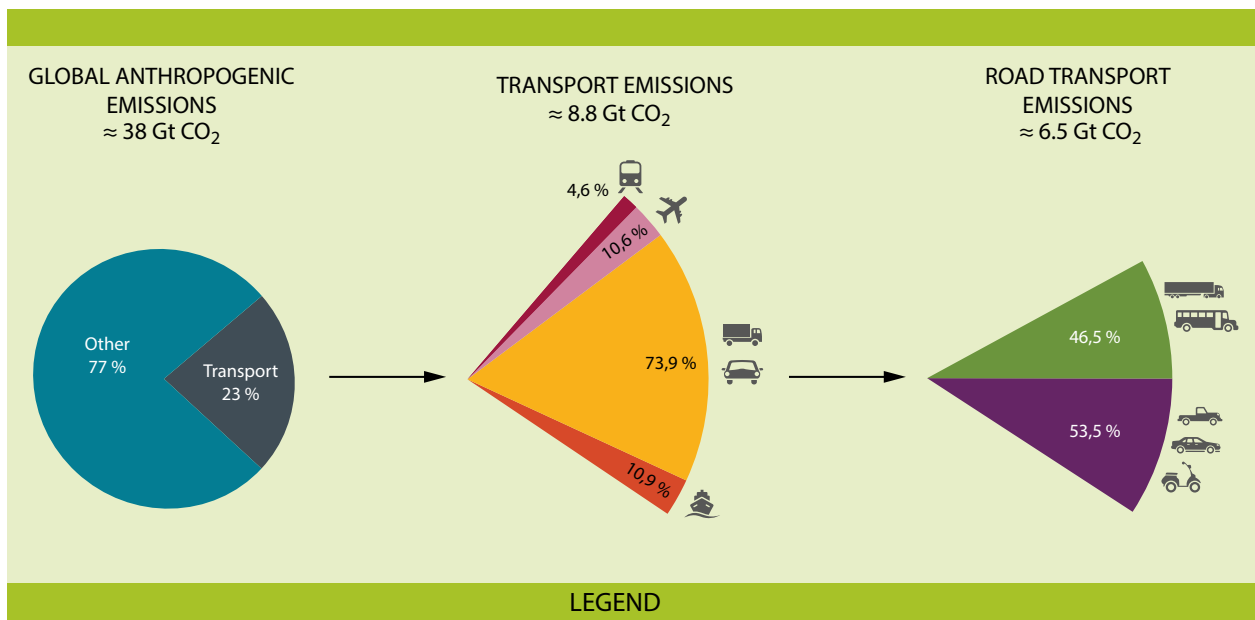 GLOBAL ANTHROPOGENIC
EMISSIONS
≈ 38 Gt CO₂
TRANSPORT EMISSIONS
≈ 8.8 Gt CO₂
ROAD TRANSPORT
EMISSIONS
≈ 6.5 Gt CO₂
Other
77 %
Transport
23 %
4,6 %
10,6 %
73,9 %
10,9 %
46,5 %
53,5 %
LEGEND